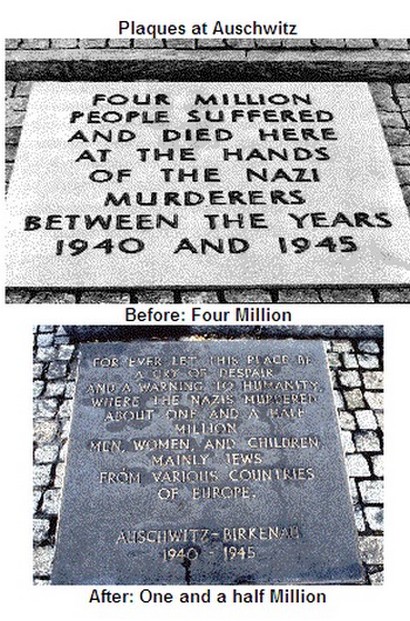 Plaques at Auschwitz
FOUR MILLION
PEOPLE SUFFERED
AND DIED HERE
AT THE HANDS
OF THE NAZI
MURDERERS
BETWEEN THE YEARS
1940 AND 1945
Before: Four Million
FOR EVER LET THIS PLACE BE
A CRY OF DESPAIR
AND A WARNING TO HUMANITY,
WHERE THE NAZIS MURDERED
ABOUT ONE AND A HALF
MILLION
MEN, WOMEN, AND CHILDREN
MAINLY JEWS
FROM VARIOUS COUNTRIES
OF EUROPE.
AUSCHWITZ-BIRKENAU
1940 - 1945
After: One and a half Million